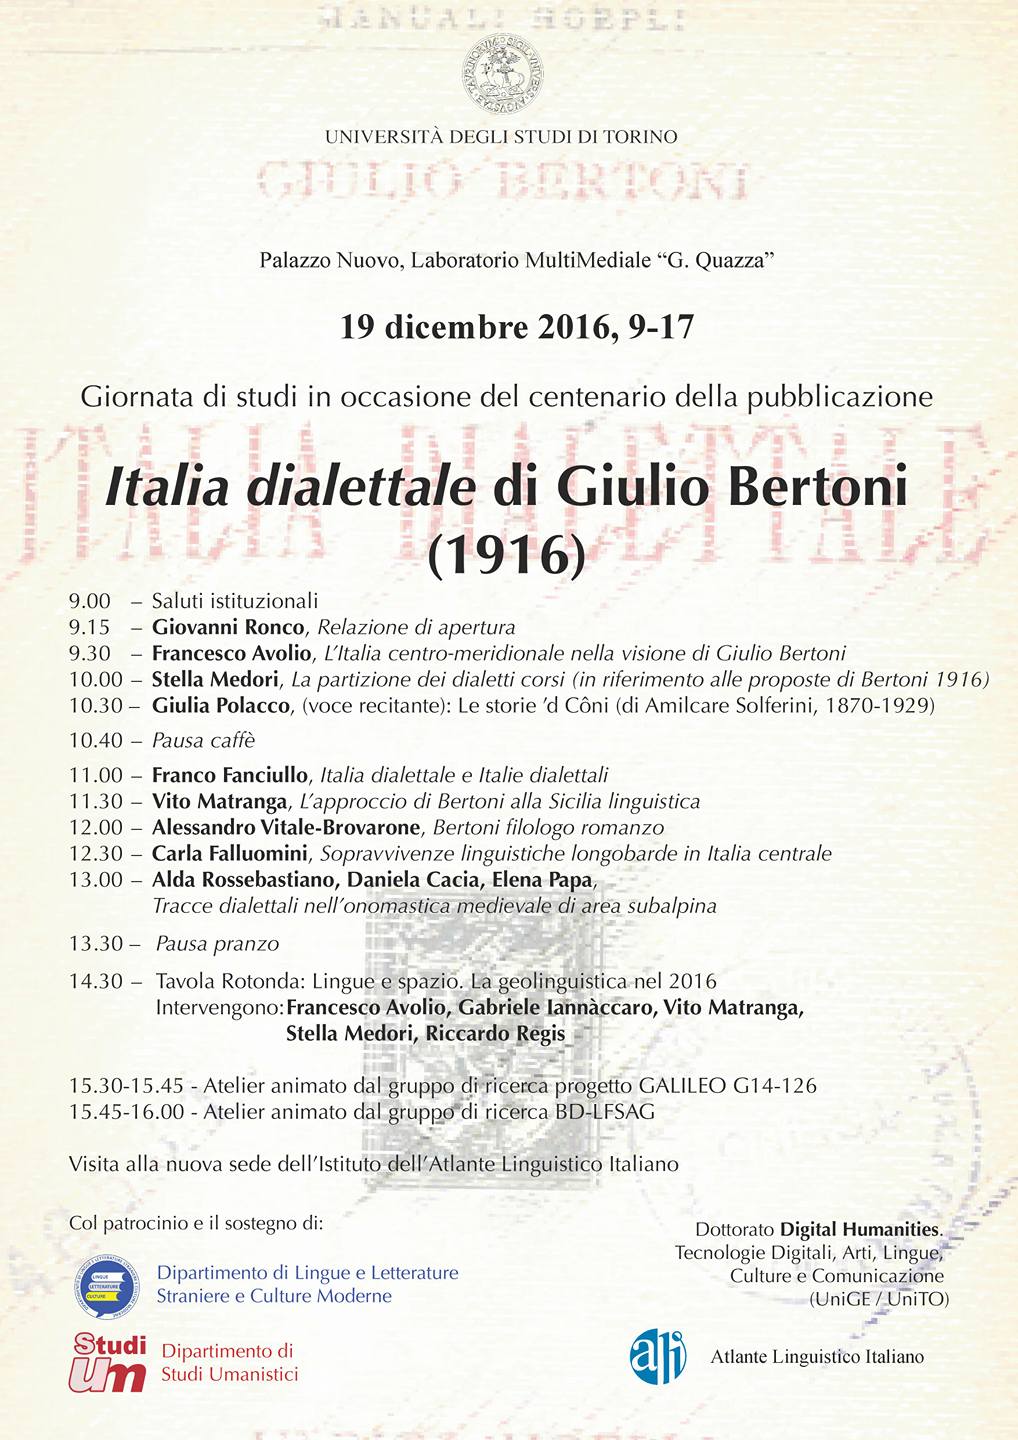 MANUALI HOEPLI
UNIVERSITÀ DEGLI STUDI DI TORINO
GIULIO BERTONI
Palazzo Nuovo, Laboratorio MultiMediale “G. Quazza”
19 dicembre 2016, 9-17
Giornata di studi in occasione del centenario della pubblicazione
ITALIA DIALETTALE
Italia dialettale di Giulio Bertoni
(1916)
9.00 – Saluti istituzionali
9.15 – Giovanni Ronco, Relazione di apertura
9.30 – Francesco Avolio, L’Italia centro-meridionale nella visione di Giulio Bertoni
10.00 – Stella Medori, La partizione dei dialetti corsi (in riferimento alle proposte di Bertoni 1916)
10.30 – Giulia Polacco, (voce recitante): Le storie ’d Côni (di Amilcare Solferini, 1870-1929)
10.40 – Pausa caffè
11.00 – Franco Fanciullo, Italia dialettale e Italie dialettali
11.30 – Vito Matranga, L’approccio di Bertoni alla Sicilia linguistica
12.00 – Alessandro Vitale-Brovarone, Bertoni filologo romanzo
12.30 – Carla Falluomini, Sopravvivenze linguistiche longobarde in Italia centrale
13.00 – Alda Rossebastiano, Daniela Cacia, Elena Papa,
Tracce dialettali nell’onomastica medievale di area subalpina
13.30 – Pausa pranzo
14.30 – Tavola Rotonda: Lingue e spazio. La geolinguistica nel 2016
Intervengono: Francesco Avolio, Gabriele Iannàccaro, Vito Matranga,
Stella Medori, Riccardo Regis
15.30-15.45 - Atelier animato dal gruppo di ricerca progetto GALILEO G14-126
15.45-16.00 - Atelier animato dal gruppo di ricerca BD-LFSAG
Visita alla nuova sede dell’Istituto dell’Atlante Linguistico Italiano
Col patrocinio e il sostegno di:
LINGUE
LETTERATURE
CULTURE
Dipartimento di Lingue e Letterature
Straniere e Culture Moderne
Studi
Um
Dipartimento di
Studi Umanistici
Dottorato Digital Humanities.
Tecnologie Digitali, Arti, Lingue,
Culture e Comunicazione
(UniGE / UniTO)
ali
Atlante Linguistico Italiano